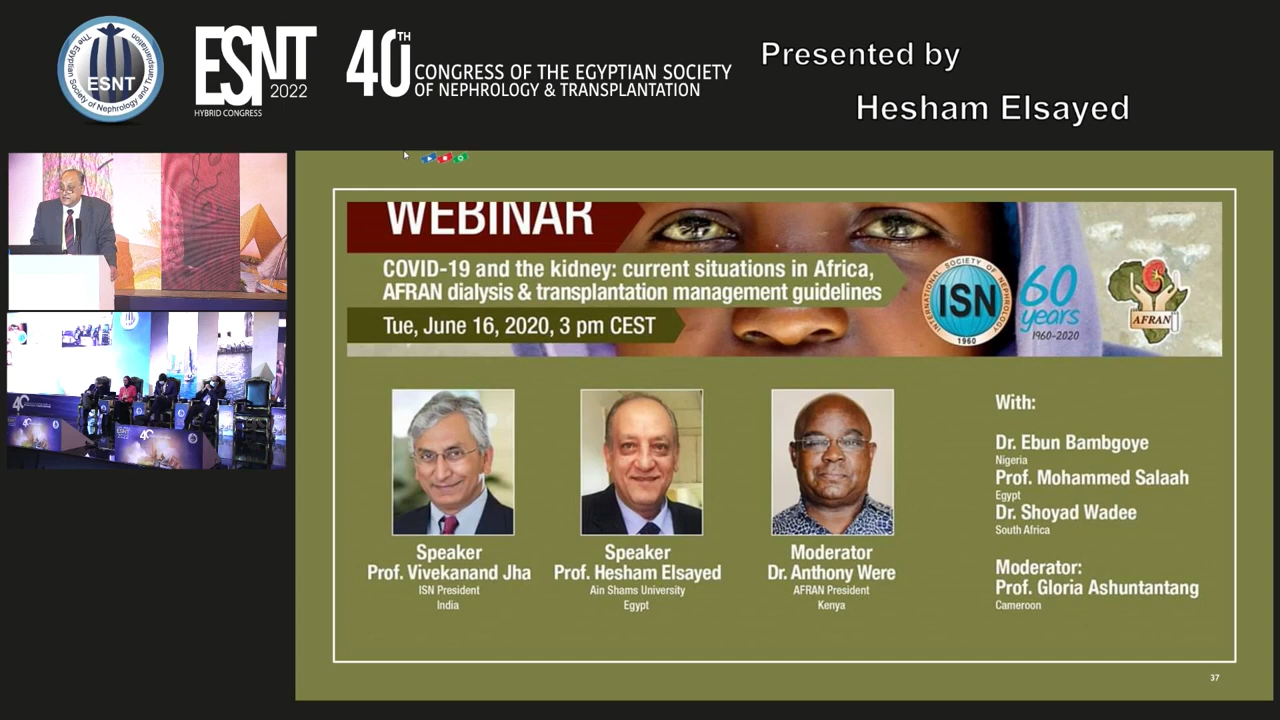 The Egyptian Society of Nephrology and Transplantation
ESNT
ESNT
2022
HYBRID CONGRESS
40TH
CONGRESS OF THE EGYPTIAN SOCIETY
OF NEPHROLOGY & TRANSPLANTATION
Presented by
Hesham Elsayed
WEBINAR
COVID-19 and the kidney: current situations in Africa,
AFRAN dialysis & transplantation management guidelines
Tue, June 16, 2020, 3 pm CEST
INTERNATIONAL SOCIETY OF NEPHROLOGY
ISN
1960
60
years
1960-2020
AFRAN
Speaker
Prof. Vivekanand Jha
ISN President
India
Speaker
Prof. Hesham Elsayed
Ain Shams University
Egypt
Moderator
Dr. Anthony Were
AFRAN President
Kenya
With:
Dr. Ebun Bambgoye
Nigeria
Prof. Mohammed Salaah
Egypt
Dr. Shoyad Wadee
South Africa
Moderator:
Prof. Gloria Ashuntantang
Cameroon
37